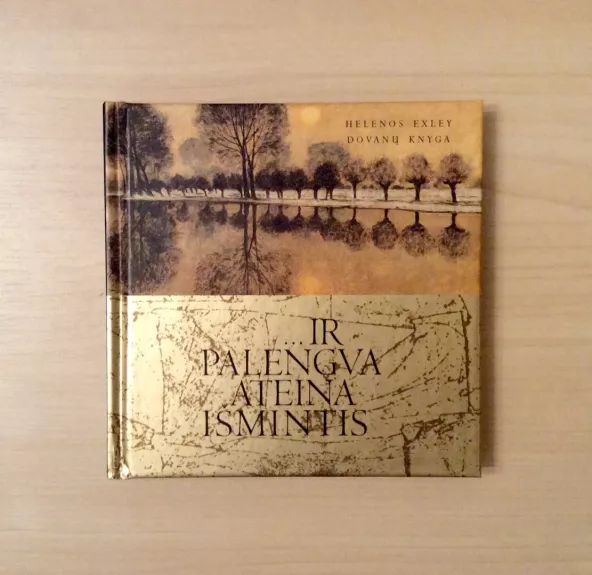 HELENOS EXLEY
DOVANŲ KNYGA
...IR
PALENGVA
ATEINA
IŠMINTIS